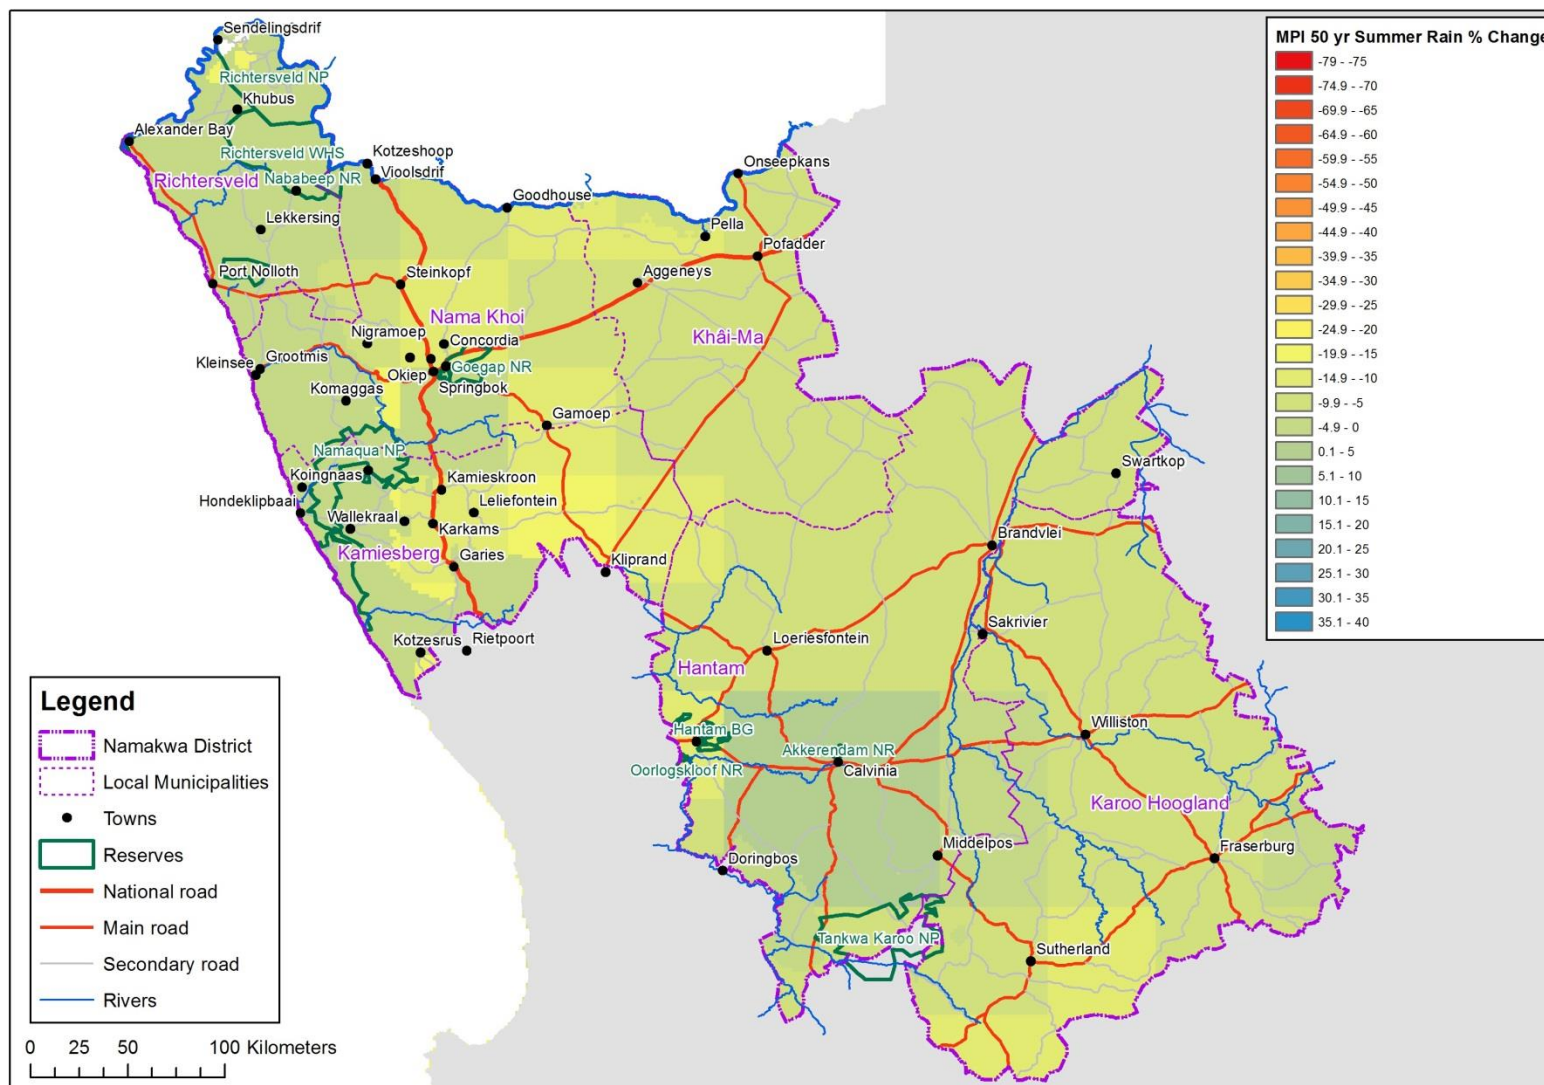 Sendelingsdrif
MPI 50 yr Summer Rain % Change
-79 - -75
-74.9 - -70
-69.9 - -65
-64.9 - -60
-59.9 - -55
-54.9 - -50
-49.9 - -45
-44.9 - -40
-39.9 - -35
-34.9 - -30
-29.9 - -25
-24.9 - -20
-19.9 - -15
-14.9 - -10
-9.9 - -5
-4.9 - 0
0.1 - 5
5.1 - 10
10.1 - 15
15.1 - 20
20.1 - 25
25.1 - 30
30.1 - 35
35.1 - 40
Richtersveld NP
Khubus
Alexander Bay
Richtersveld WHS
Kotzeshoop
Richtersveld
Nababeep NR
Vioolsdrif
Onseepkans
Goodhouse
Lekkersing
Pella
Pofadder
Port Nolloth
Steinkopf
Aggeneys
Nama Khoi
Nigramoep
Concordia
Khâi-Ma
Kleinsee
Grootmis
Okiep
Goegap NR
Komaggas
Springbok
Gamoep
Namaqua NP
Koingnaas
Kamieskroon
Swartkop
Hondeklipbaai
Leliefontein
Wallekraal
Karkams
Brandvlei
Kamiesberg
Garies
Kliprand
Sakrivier
Kotzesrus
Rietpoort
Loeriesfontein
Hantam
Hantam BG
Williston
Akkerendam NR
Oorlogskloof NR
Calvinia
Karoo Hoogland
Middelpos
Fraserburg
Doringbos
Tankwa Karoo NP
Sutherland
Legend
Namakwa District
Local Municipalities
Towns
Reserves
National road
Main road
Secondary road
Rivers
0 25 50 100 Kilometers